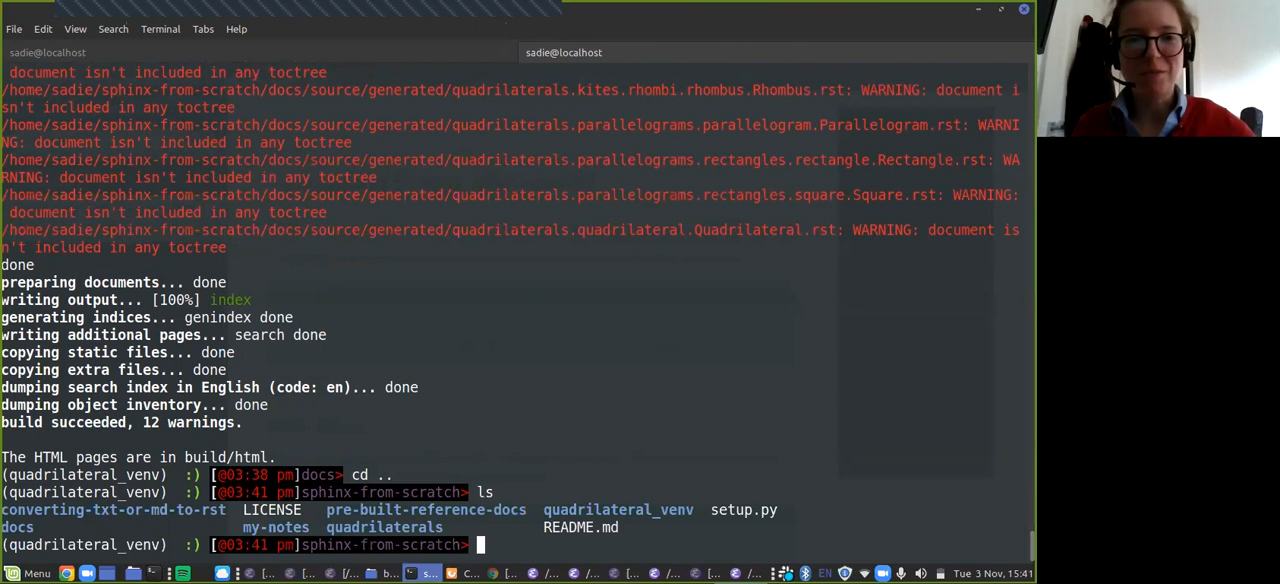 File Edit View Search Terminal Tabs Help
sadie@localhost sadie@localhost
document isn't included in any toctree
/home/sadie/sphinx-from-scratch/docs/source/generated/quadrilaterals.kites.rhombi.rhombus.Rhombus.rst: WARNING: document i
sn't included in any toctree
/home/sadie/sphinx-from-scratch/docs/source/generated/quadrilaterals.parallelograms.parallelogram.Parallelogram.rst: WARNI
NG: document isn't included in any toctree
/home/sadie/sphinx-from-scratch/docs/source/generated/quadrilaterals.parallelograms.rectangles.rectangle.Rectangle.rst: WA
RNING: document isn't included in any toctree
/home/sadie/sphinx-from-scratch/docs/source/generated/quadrilaterals.parallelograms.rectangles.square.Square.rst: WARNING:
document isn't included in any toctree
/home/sadie/sphinx-from-scratch/docs/source/generated/quadrilaterals.quadrilateral.Quadrilateral.rst: WARNING: document is
n't included in any toctree
done
preparing documents... done
writing output... [100%] index
generating indices... genindex done
writing additional pages... search done
copying static files... done
copying extra files... done
dumping search index in English (code: en)... done
dumping object inventory... done
build succeeded, 12 warnings.
The HTML pages are in build/html.
(quadrilateral_venv) :) [@03:38 pm]docs> cd ..
(quadrilateral_venv) :) [@03:41 pm]sphinx-from-scratch> ls
converting-txt-or-md-to-rst LICENSE pre-built-reference-docs quadrilateral_venv setup.py
docs my-notes quadrilaterals README.md
(quadrilateral_venv) :) [@03:41 pm]sphinx-from-scratch>
Menu b... s... C... [... /... /... [... /... [... /... EN Tue 3 Nov, 15:41